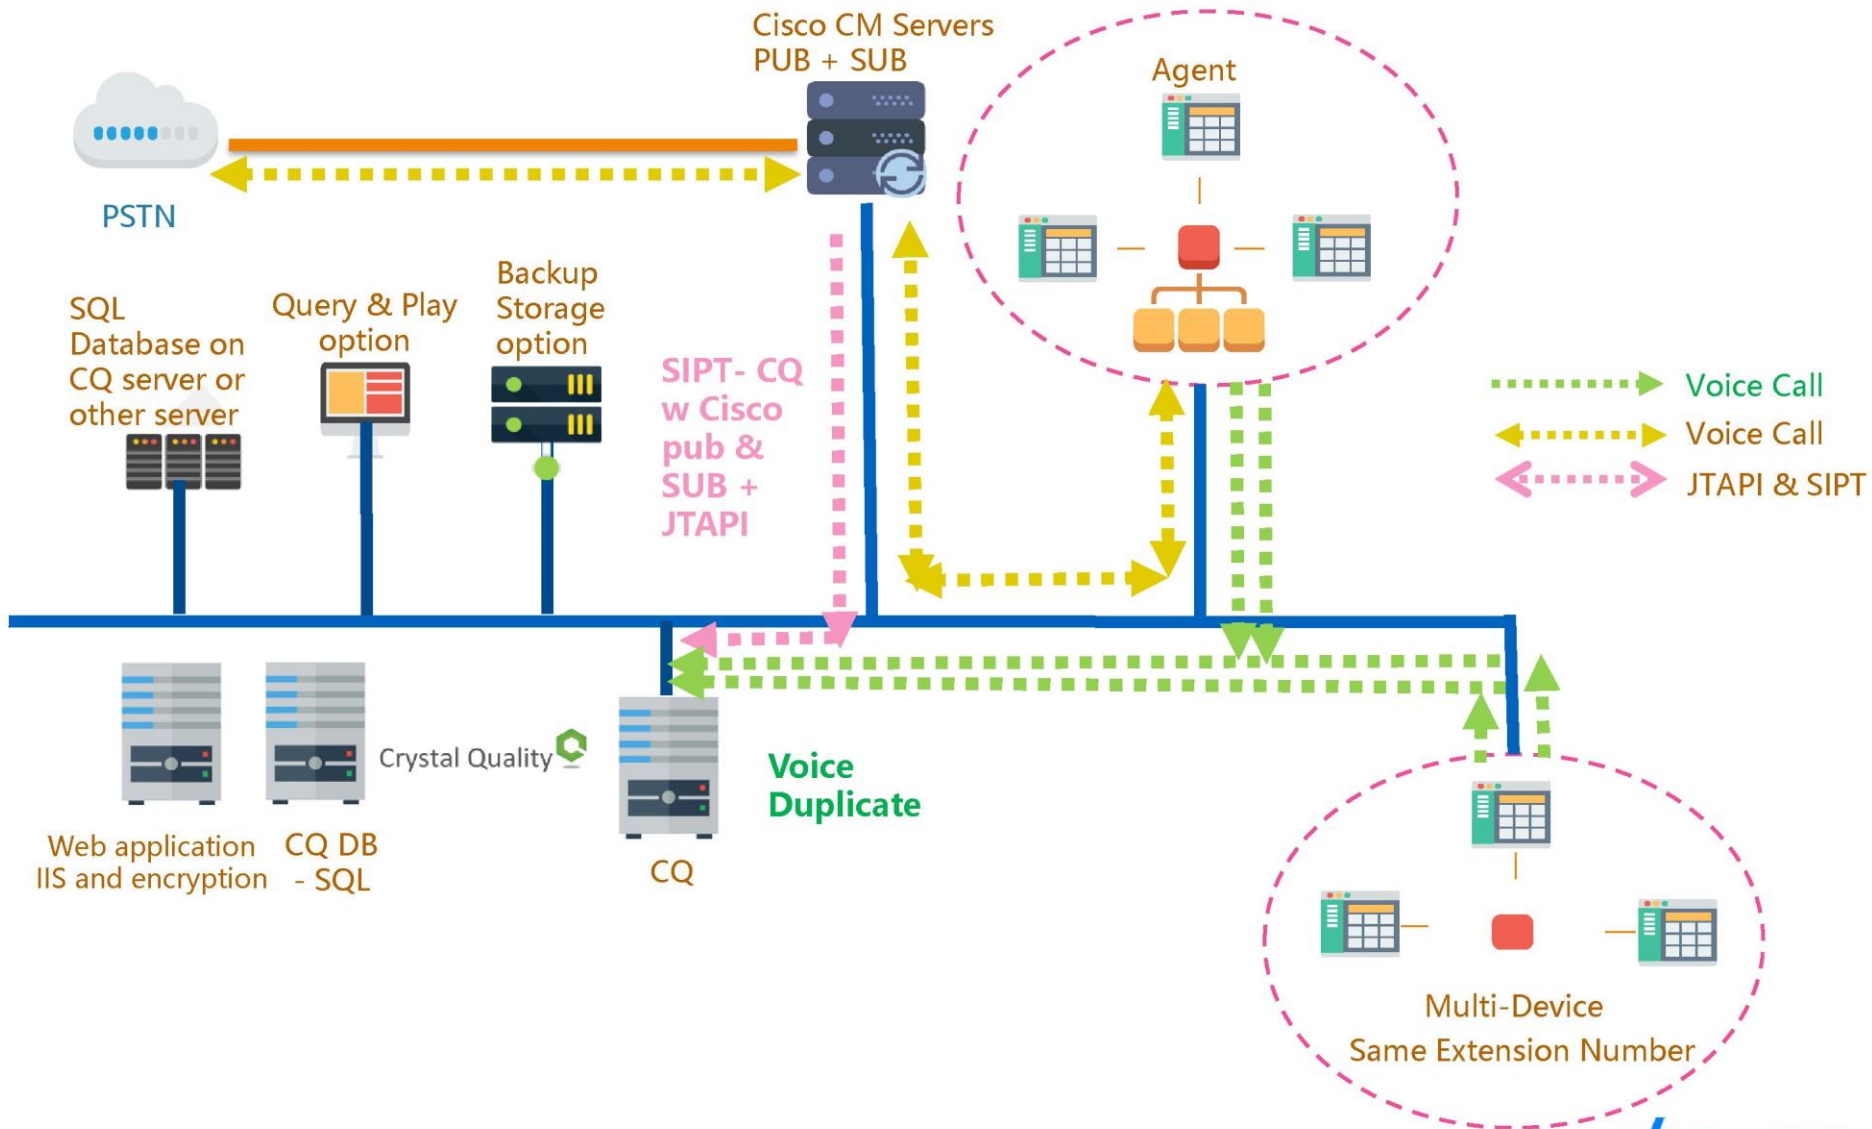 Cisco CM Servers
PUB + SUB
Agent
PSTN
SQL
Database on
CQ server or
other server
Query & Play
option
Backup
Storage
option
SIPT- CQ
w Cisco
pub &
SUB +
JTAPI
Voice Call
Voice Call
JTAPI & SIPT
Crystal Quality
Voice
Duplicate
Web application
IIS and encryption
CQ DB
- SQL
CQ
Multi-Device
Same Extension Number